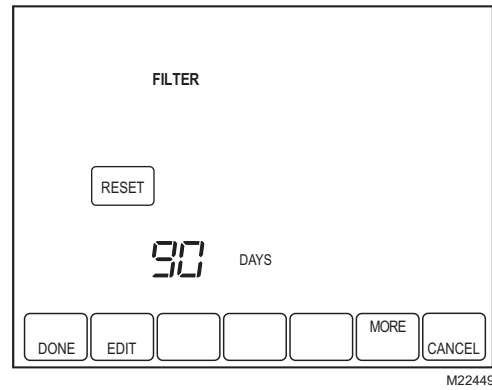 FILTER
RESET
90 DAYS
DONE EDIT MORE CANCEL
M22449